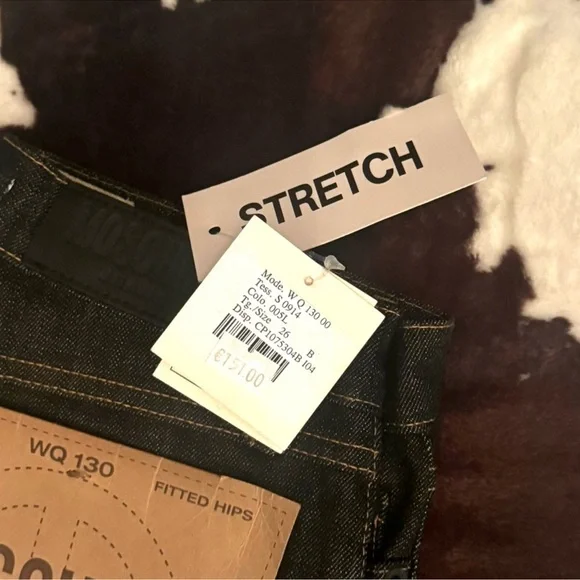 STRETCH
Mode. W Q 130 00
Tess. S 0914
Colo. 005L
Tg./Size 26 B
Disp. CP1075304B I04
€151.00
WQ 130
FITTED HIPS